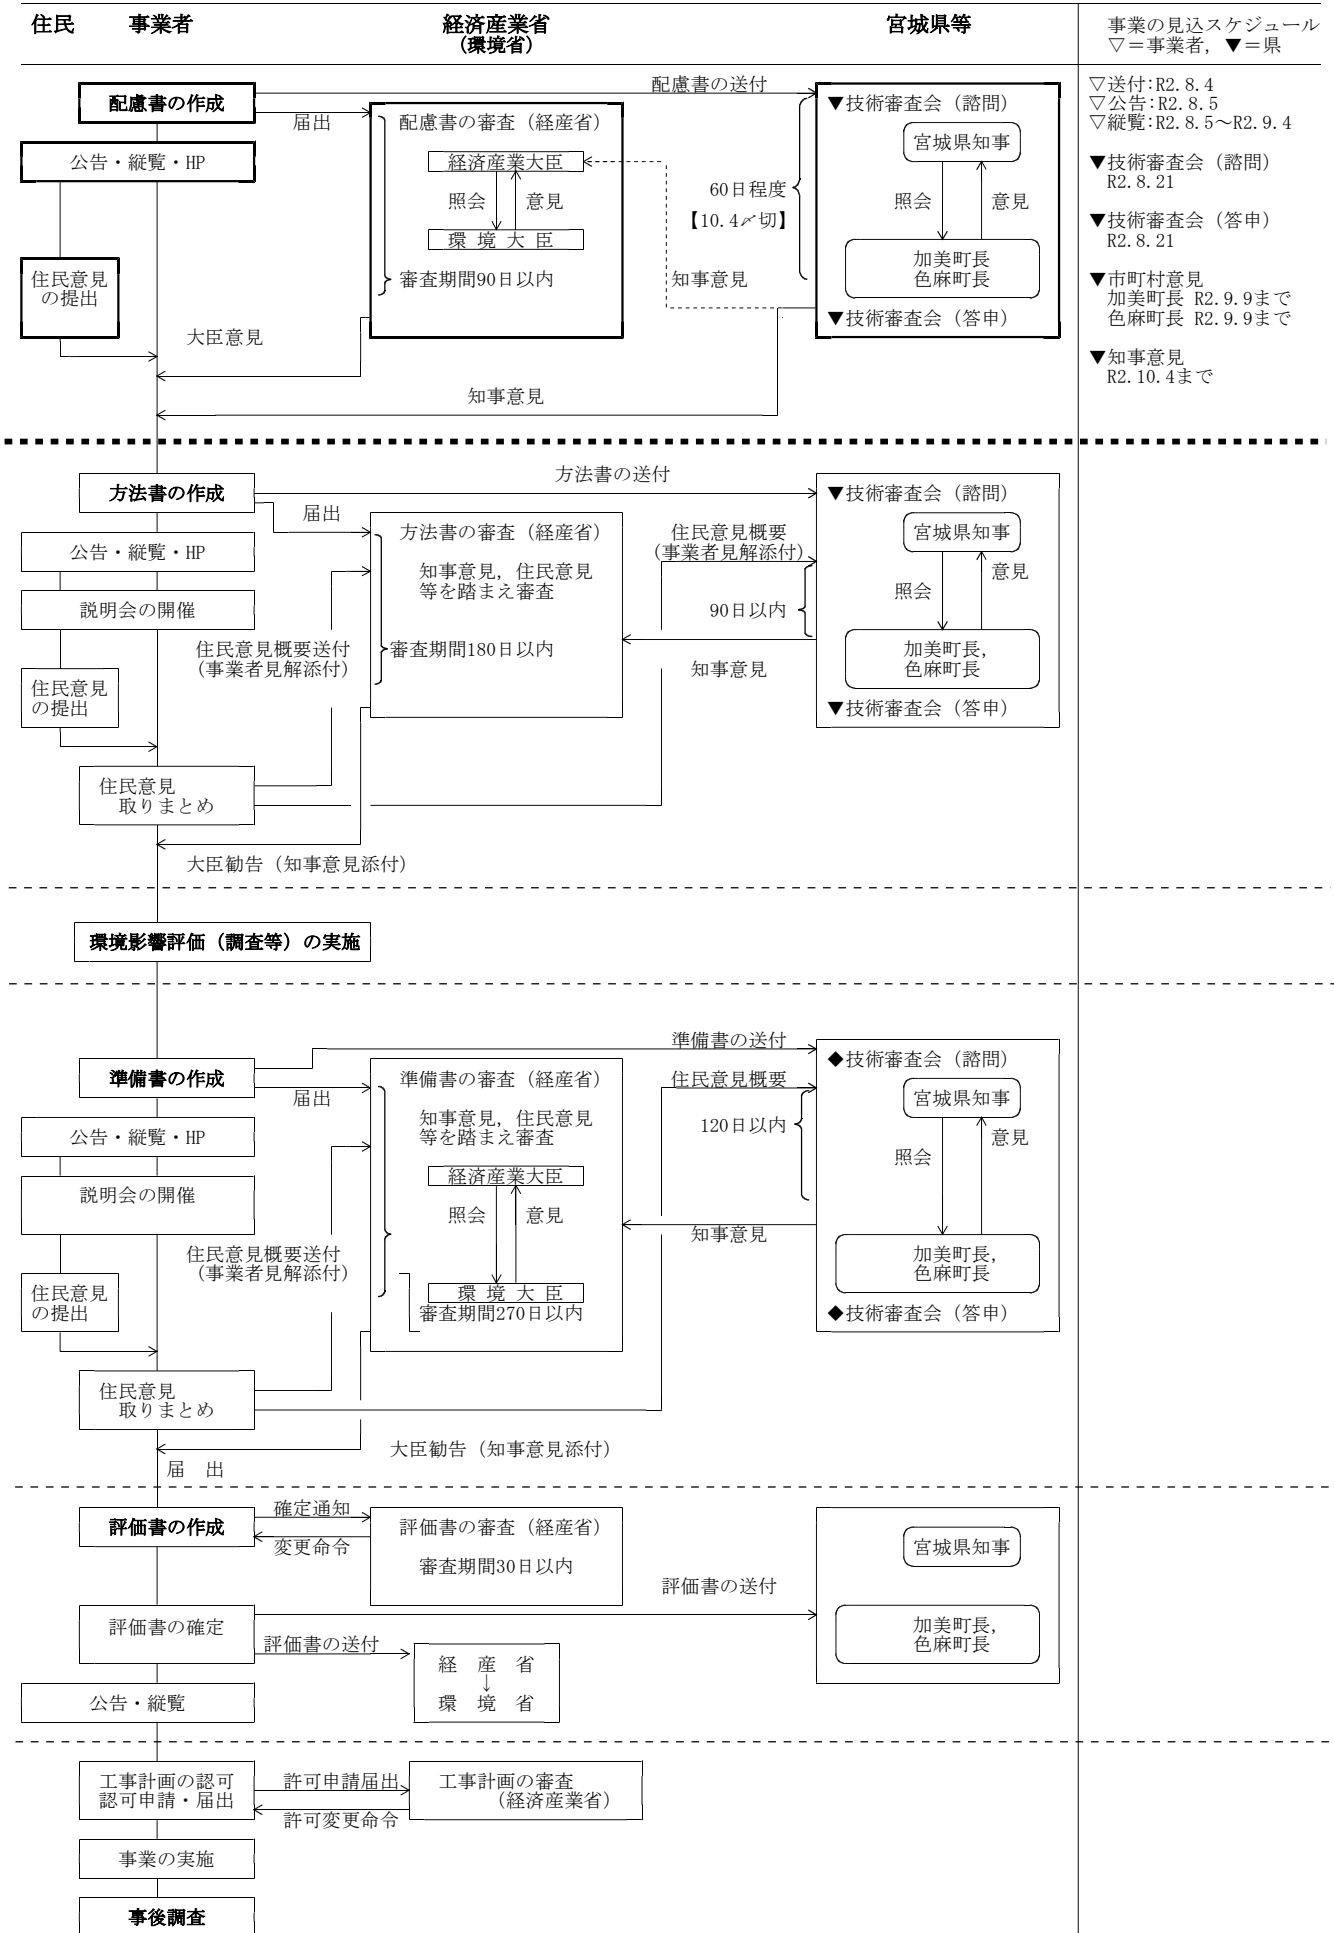 住民
事業者
経済産業省
（環境省）
宮城県等
事業の見込スケジュール
▽＝事業者，▼＝県
配慮書の作成
届出
公告・縦覧・HP
住民意見
の提出
配慮書の審査（経産省）
経済産業大臣
照会
意見
環 境 大 臣
審査期間90日以内
大臣意見
知事意見
配慮書の送付
60日程度
【10.4〆切】
知事意見
▼技術審査会（諮問）
宮城県知事
照会
意見
加美町長
色麻町長
▼技術審査会（答申）
▽送付：R2.8.4
▽公告：R2.8.5
▽縦覧：R2.8.5～R2.9.4
▼技術審査会（諮問）
R2.8.21
▼技術審査会（答申）
R2.8.21
▼市町村意見
加美町長 R2.9.9まで
色麻町長 R2.9.9まで
▼知事意見
R2.10.4まで
方法書の作成
届出
公告・縦覧・HP
説明会の開催
住民意見
の提出
住民意見概要送付
（事業者見解添付）
住民意見
取りまとめ
大臣勧告（知事意見添付）
方法書の審査（経産省）
知事意見，住民意見
等を踏まえ審査
審査期間180日以内
方法書の送付
住民意見概要
（事業者見解添付）
90日以内
知事意見
▼技術審査会（諮問）
宮城県知事
照会
意見
加美町長，
色麻町長
▼技術審査会（答申）
環境影響評価（調査等）の実施
準備書の作成
届出
公告・縦覧・HP
説明会の開催
住民意見
の提出
住民意見概要送付
（事業者見解添付）
住民意見
取りまとめ
大臣勧告（知事意見添付）
届 出
準備書の審査（経産省）
知事意見，住民意見
等を踏まえ審査
経済産業大臣
照会
意見
環 境 大 臣
審査期間270日以内
準備書の送付
住民意見概要
120日以内
知事意見
◆技術審査会（諮問）
宮城県知事
照会
意見
加美町長，
色麻町長
◆技術審査会（答申）
評価書の作成
確定通知
変更命令
評価書の審査（経産省）
審査期間30日以内
評価書の確定
評価書の送付
評価書の送付
経 産 省
↓
環 境 省
公告・縦覧
宮城県知事
加美町長，
色麻町長
工事計画の認可
認可申請・届出
許可申請届出
許可変更命令
工事計画の審査
（経済産業省）
事業の実施
事後調査